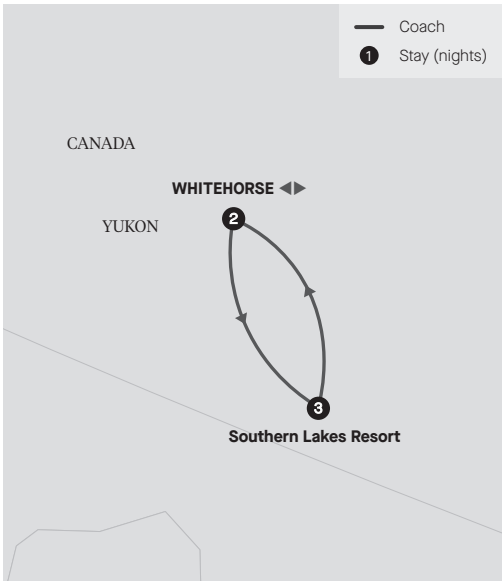 Coach
1 Stay (nights)
CANADA
WHITEHORSE
2
YUKON
3
Southern Lakes Resort